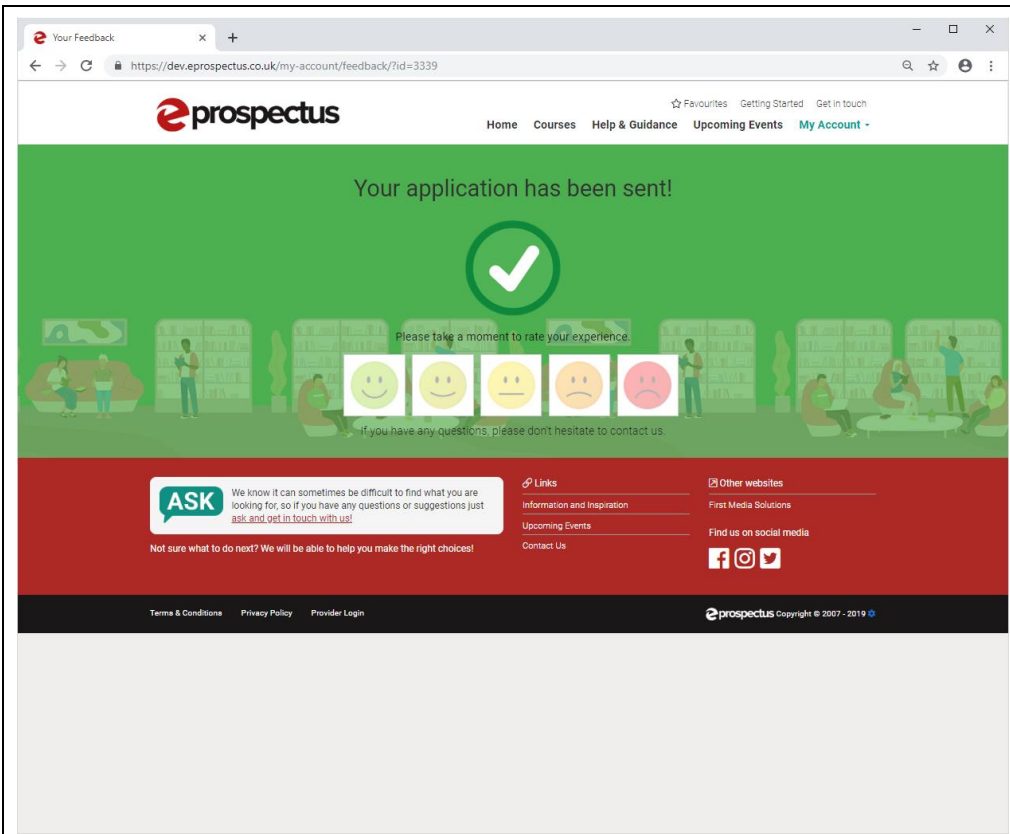 Your Feedback
https://dev.eprospectus.co.uk/my-account/feedback/?id=3339
eprospectus
Favourites Getting Started Get in touch
Home Courses Help & Guidance Upcoming Events My Account
Your application has been sent!
Please take a moment to rate your experience.
If you have any questions, please don't hesitate to contact us.
ASK
We know it can sometimes be difficult to find what you are
looking for, so if you have any questions or suggestions just
ask and get in touch with us!
Not sure what to do next? We will be able to help you make the right choices!
Links
Information and Inspiration
Upcoming Events
Contact Us
Other websites
First Media Solutions
Find us on social media
Terms & Conditions Privacy Policy Provider Login
eprospectus Copyright © 2007 - 2019